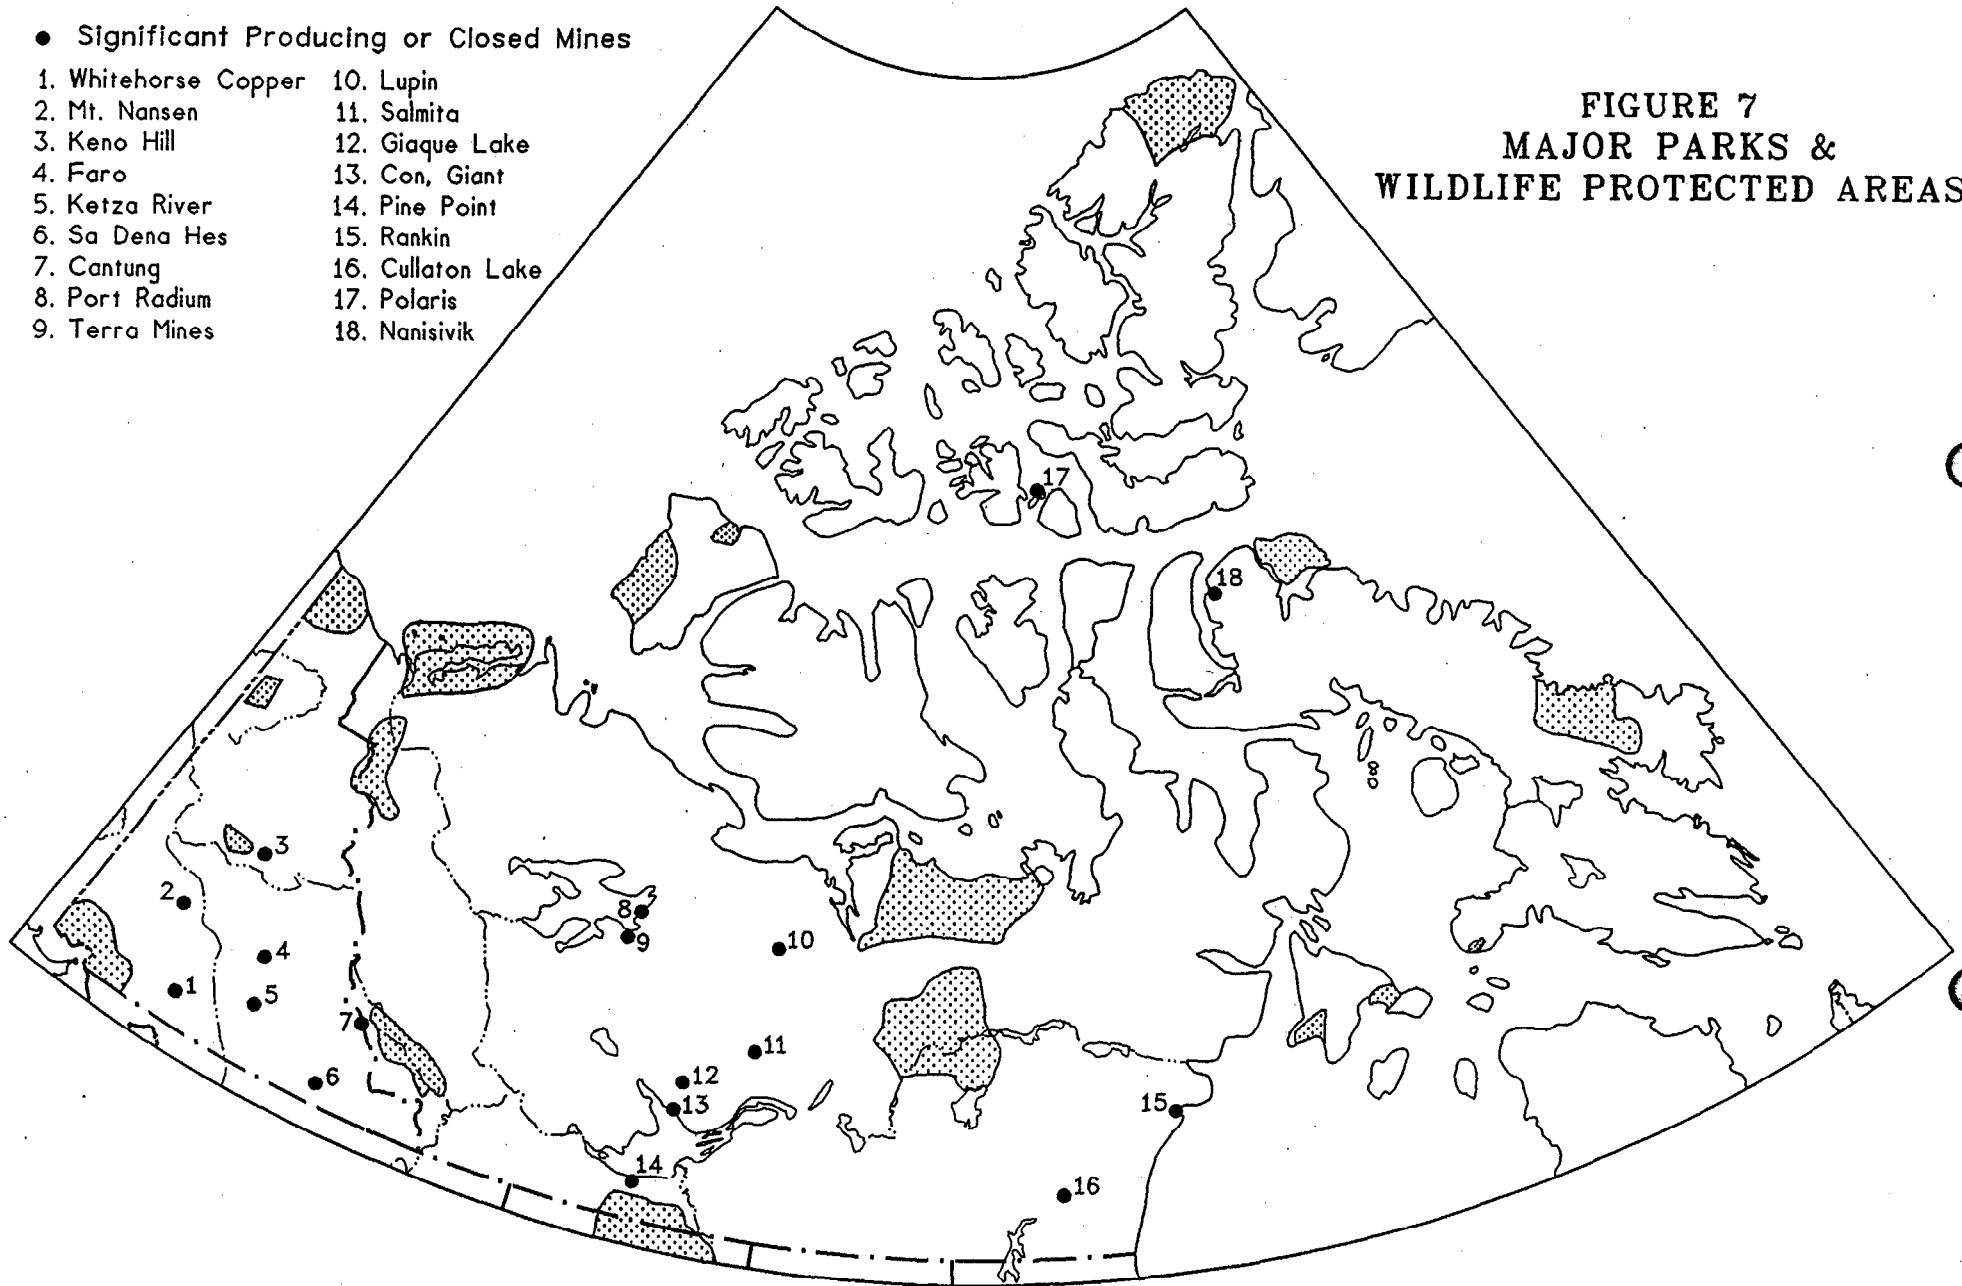 ● Significant Producing or Closed Mines
1. Whitehorse Copper
2. Mt. Nansen
3. Keno Hill
4. Faro
5. Ketza River
6. Sa Dena Hes
7. Cantung
8. Port Radium
9. Terra Mines
10. Lupin
11. Salmita
12. Giaque Lake
13. Con, Giant
14. Pine Point
15. Rankin
16. Cullaton Lake
17. Polaris
18. Nanisivik
FIGURE 7
MAJOR PARKS &
WILDLIFE PROTECTED AREAS
17
18
3
2
8
9
10
4
1
5
7
11
6
12
13
15
14
16